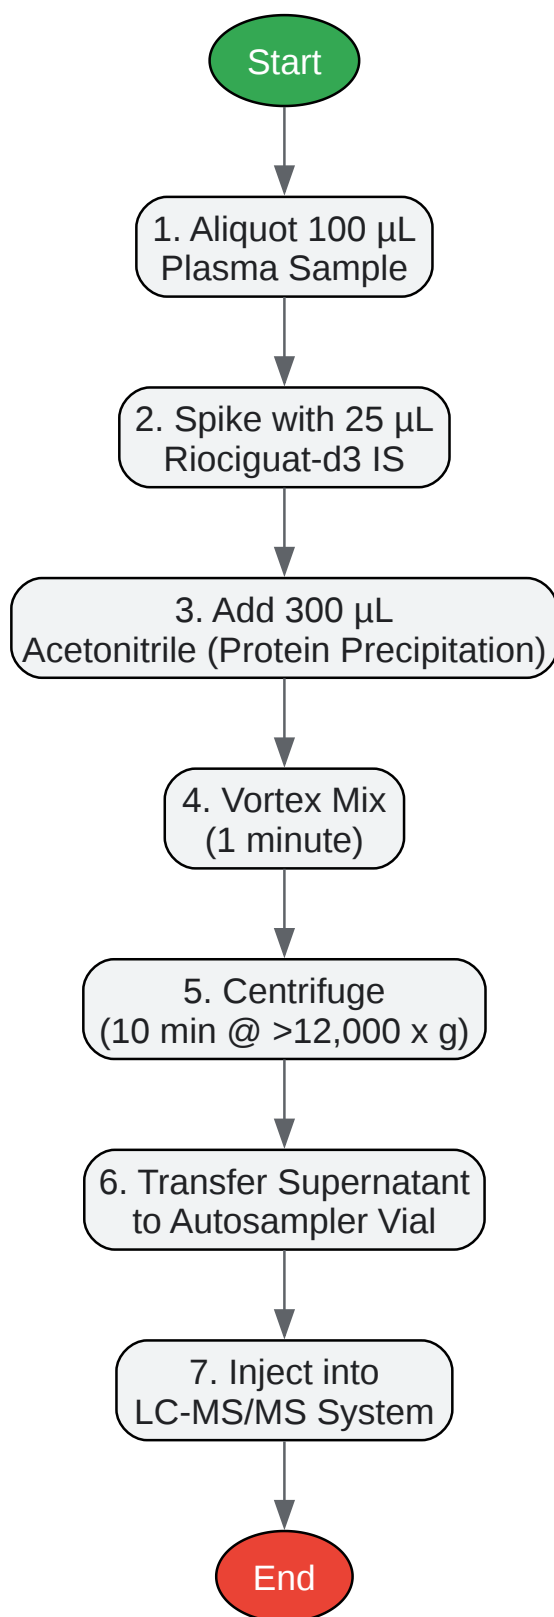 Start
1. Aliquot 100 µL
Plasma Sample
2. Spike with 25 µL
Riociguat-d3 IS
3. Add 300 µL
Acetonitrile (Protein Precipitation)
4. Vortex Mix
(1 minute)
5. Centrifuge
(10 min @ >12,000 x g)
6. Transfer Supernatant
to Autosampler Vial
7. Inject into
LC-MS/MS System
End